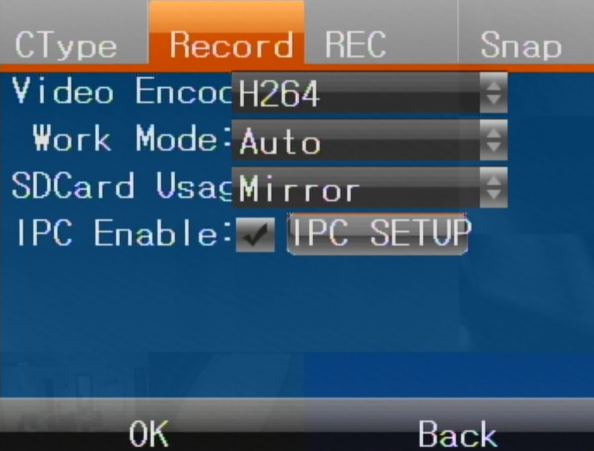 CType Record REC Snap
Video Encoc H264
Work Mode: Auto
SDCard Usag Mirror
IPC Enable: IPC SETUP
OK Back